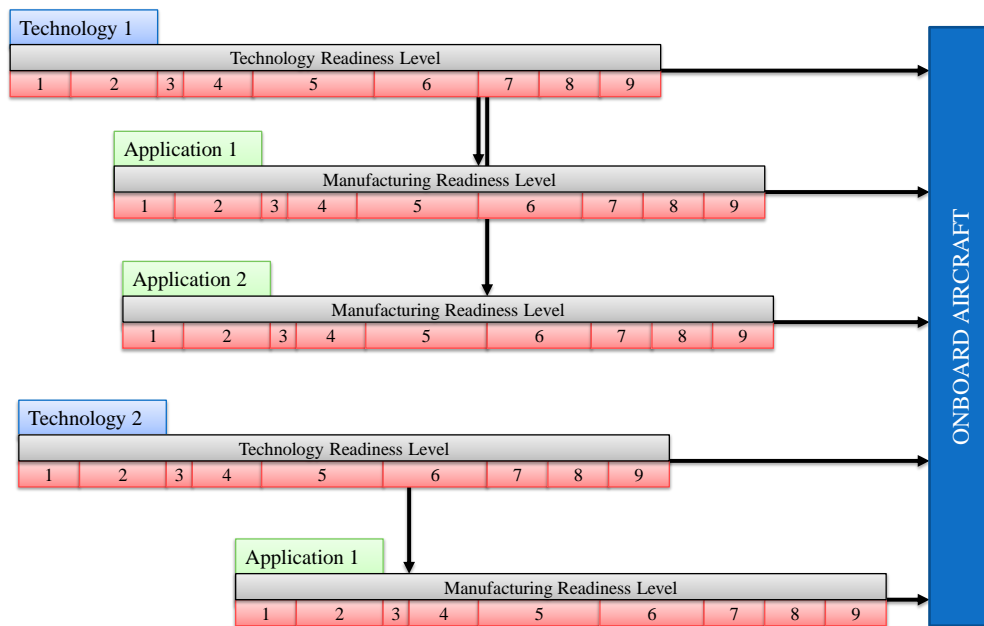 Technology 1
Technology Readiness Level
1 2 3 4 5 6 7 8 9
Application 1
Manufacturing Readiness Level
1 2 3 4 5 6 7 8 9
Application 2
Manufacturing Readiness Level
1 2 3 4 5 6 7 8 9
Technology 2
Technology Readiness Level
1 2 3 4 5 6 7 8 9
Application 1
Manufacturing Readiness Level
1 2 3 4 5 6 7 8 9
ONBOARD AIRCRAFT